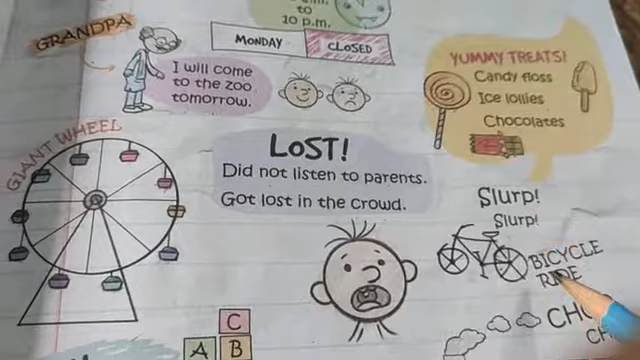 to
10 p.m.
GRANDPA
MONDAY
CLOSED
I will come
to the zoo
tomorrow.
YUMMY TREATS!
Candy floss
Ice lollies
Chocolates
GIANT WHEEL
LOST!
Did not listen to parents.
Got lost in the crowd.
Slurp!
Slurp!
BICYCLE
RIDE
C
A B